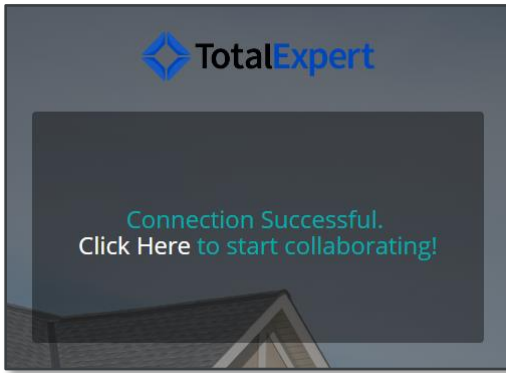 TotalExpert
Connection Successful.
Click Here to start collaborating!